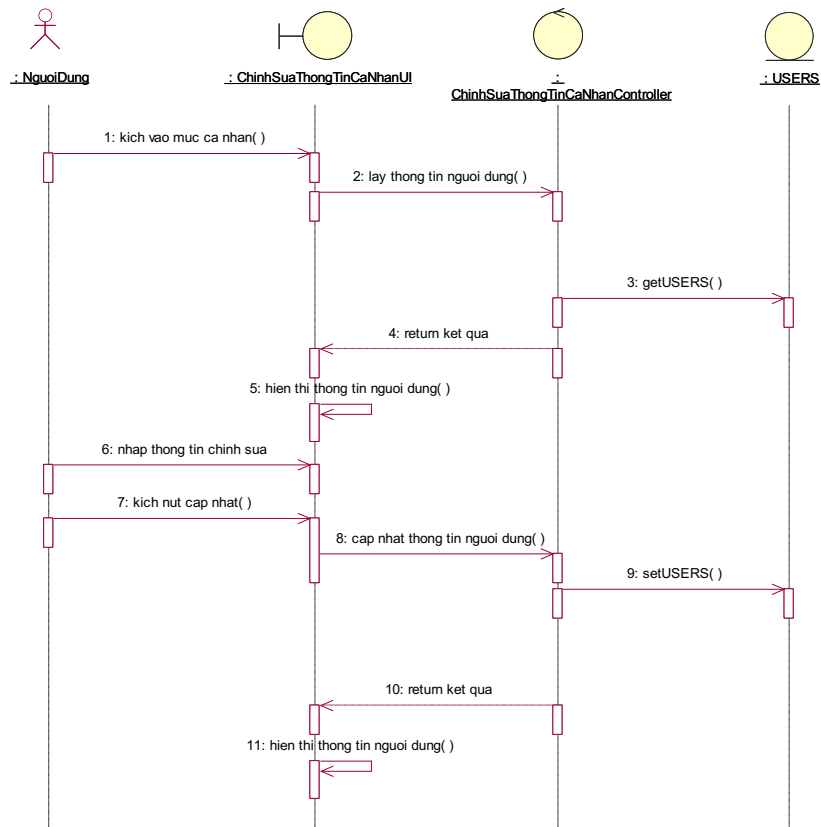 : NguoiDung
: ChinhSuaThongTinCaNhanUI
:
ChinhSuaThongTinCaNhanController
: USERS
1: kich vao muc ca nhan( )
2: lay thong tin nguoi dung( )
3: getUSERS( )
4: return ket qua
5: hien thi thong tin nguoi dung( )
6: nhap thong tin chinh sua
7: kich nut cap nhat( )
8: cap nhat thong tin nguoi dung( )
9: setUSERS( )
10: return ket qua
11: hien thi thong tin nguoi dung( )